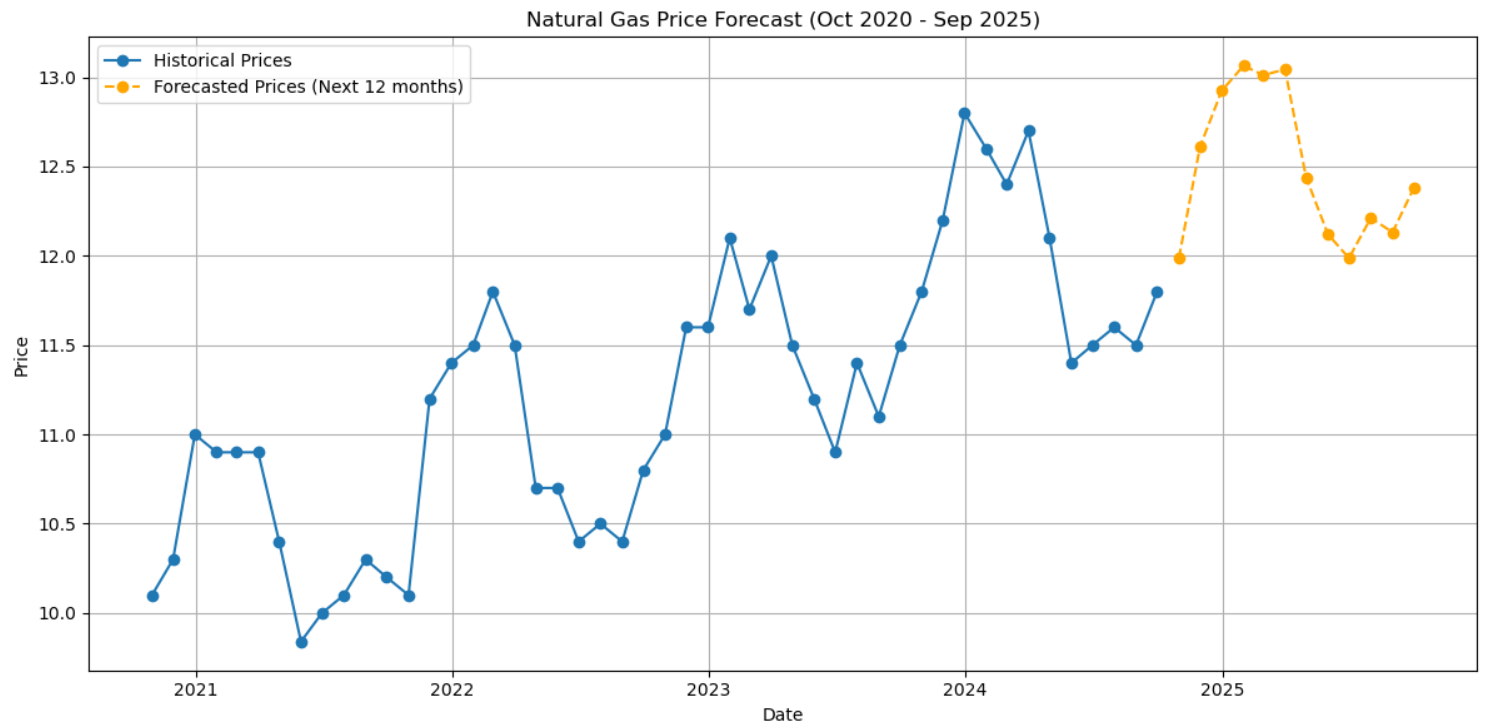 Natural Gas Price Forecast (Oct 2020 - Sep 2025)
Historical Prices
Forecasted Prices (Next 12 months)
13.0
12.5
12.0
11.5
11.0
10.5
10.0
Price
2021 2022 2023 2024 2025
Date